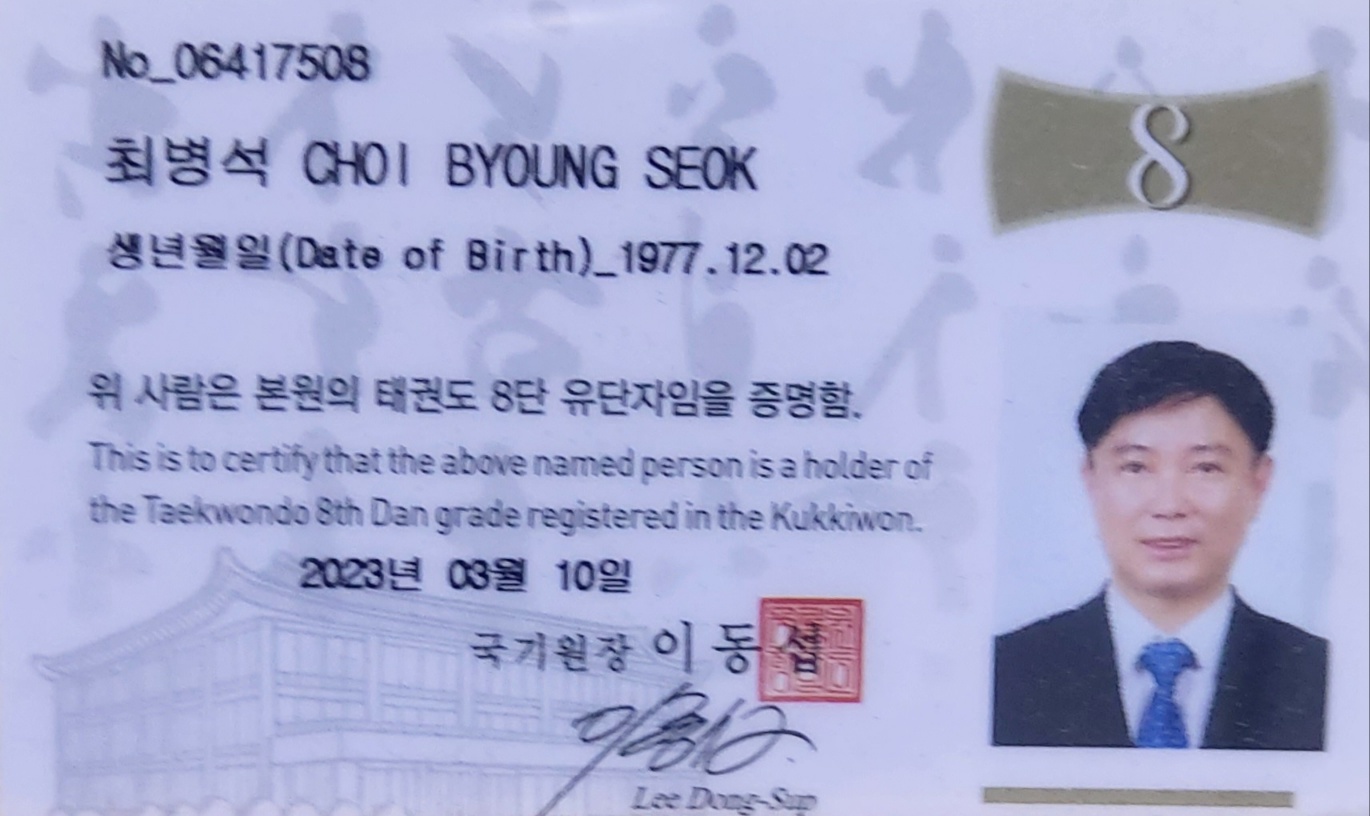 No_06417508
8
최병석 CHOI BYOUNG SEOK
생년월일(Date of Birth)_1977.12.02
위 사람은 본원의 태권도 8단 유단자임을 증명함.
This is to certify that the above named person is a holder of
the Taekwondo 8th Dan grade registered in the Kukkiwon.
2023년 03월 10일
국기원장 이동섭
Lee Dong-Sup